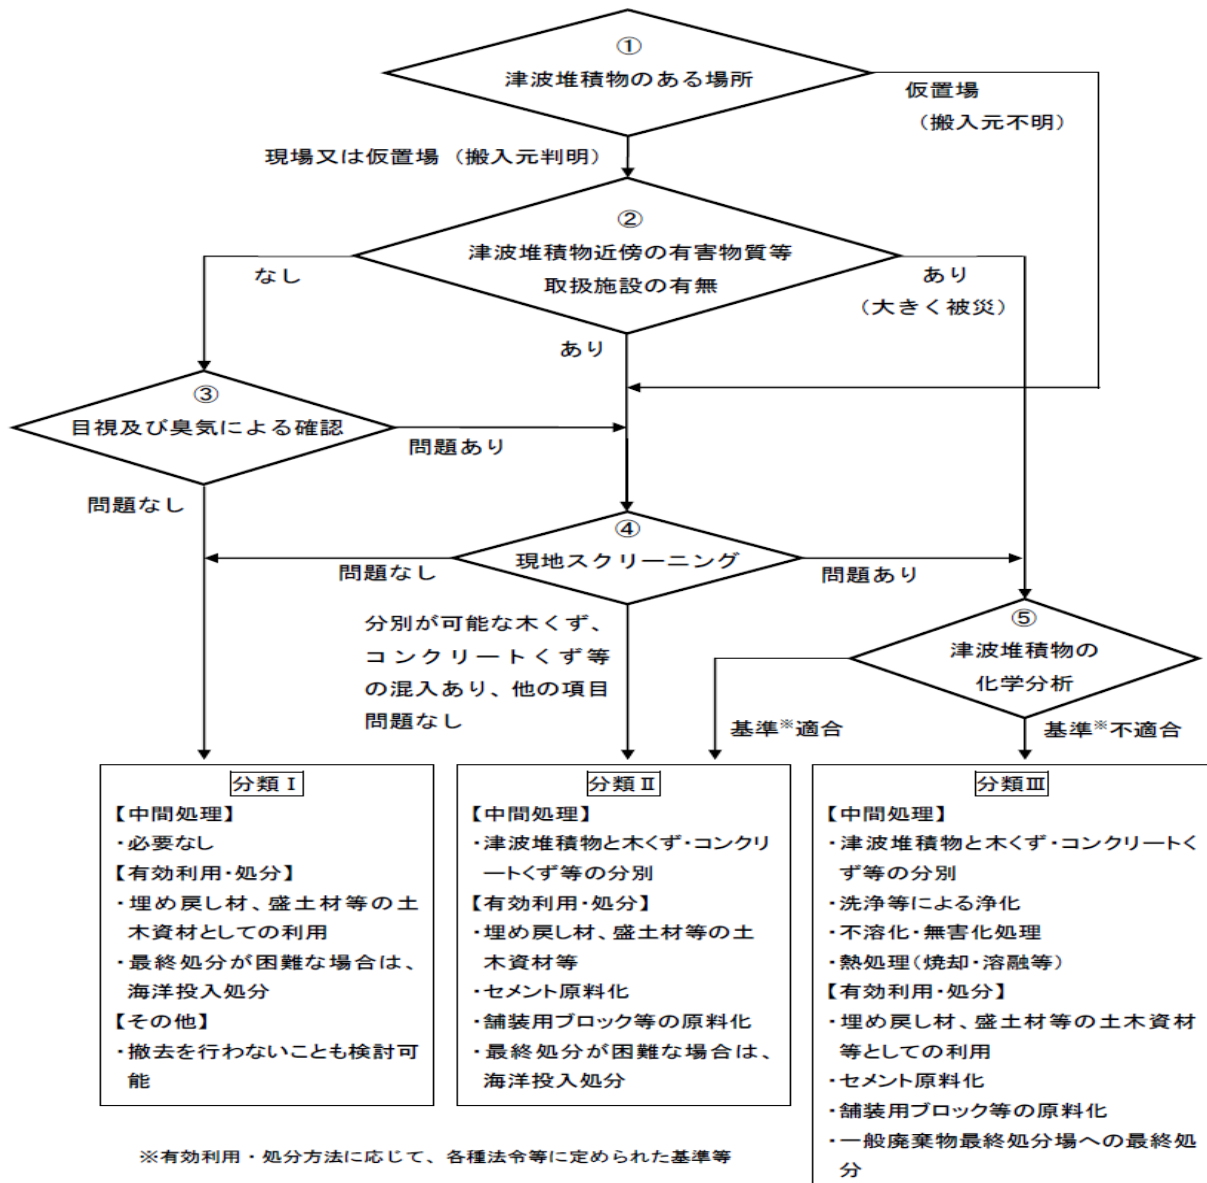 ①
津波堆積物のある場所
仮置場
（搬入元不明）
現場又は仮置場（搬入元判明）
②
津波堆積物近傍の有害物質等
取扱施設の有無
なし
あり
（大きく被災）
あり
③
目視及び臭気による確認
問題あり
問題なし
④
現地スクリーニング
問題なし
問題あり
分別が可能な木くず、
コンクリートくず等
の混入あり、他の項目
問題なし
⑤
津波堆積物の
化学分析
基準※適合
基準※不適合
分類Ⅰ
【中間処理】
・必要なし
【有効利用・処分】
・埋め戻し材、盛土材等の土
木資材としての利用
・最終処分が困難な場合は、
海洋投入処分
【その他】
・撤去を行わないことも検討可
能
分類Ⅱ
【中間処理】
・津波堆積物と木くず・コンクリ
ートくず等の分別
【有効利用・処分】
・埋め戻し材、盛土材等の土
木資材等
・セメント原料化
・舗装用ブロック等の原料化
・最終処分が困難な場合は、
海洋投入処分
分類Ⅲ
【中間処理】
・津波堆積物と木くず・コンクリートく
ず等の分別
・洗浄等による浄化
・不溶化・無害化処理
・熱処理（焼却・溶融等）
【有効利用・処分】
・埋め戻し材、盛土材等の土木資材
等としての利用
・セメント原料化
・舗装用ブロック等の原料化
・一般廃棄物最終処分場への最終処
分
※有効利用・処分方法に応じて、各種法令等に定められた基準等